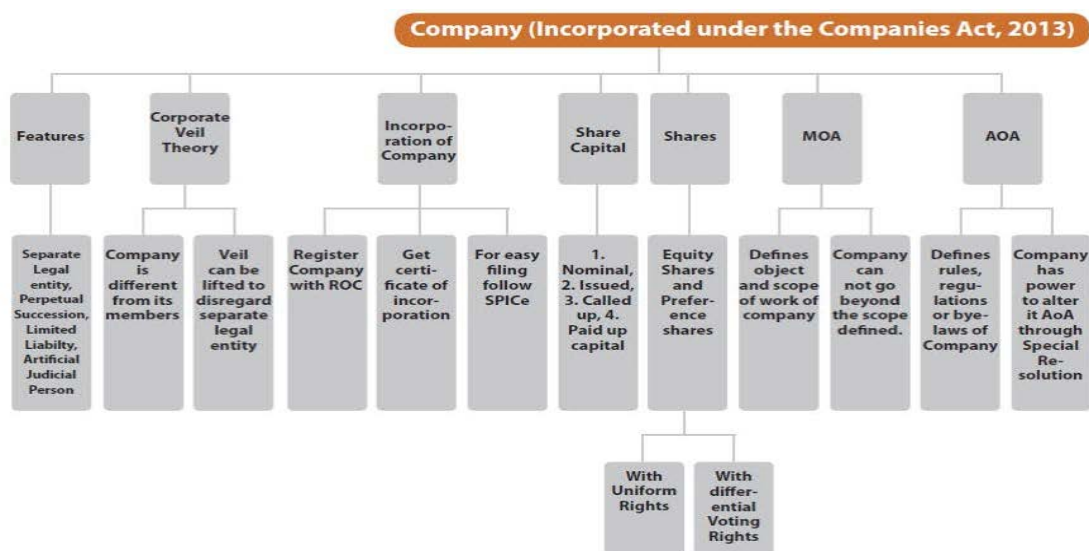 Company (Incorporated under the Companies Act, 2013)
Features
Corporate
Veil
Theory
Incorpo-
ration of
Company
Share
Capital
Shares
MOA
AOA
Separate
Legal
entity,
Perpetual
Succession,
Limited
Liabilty,
Artificial
Judicial
Person
Company
is
different
from its
members
Veil
can be
lifted to
disregard
separate
legal
entity
Register
Company
with ROC
Get
certi-
ficate of
incor-
poration
For easy
filing
follow
SPICe
1.
Nominal,
2. Issued,
3. Called
up, 4.
Paid up
capital
Equity
Shares
and
Prefer-
ence
shares
Defines
object
and scope
of work of
company
Company
can
not go
beyond
the scope
defined.
Defines
rules,
regu-
lations
or bye-
laws of
Company
Company
has
power
to alter
it AoA
through
Special
Re-
solution
With
Uniform
Rights
With
differ-
ential
Voting
Rights